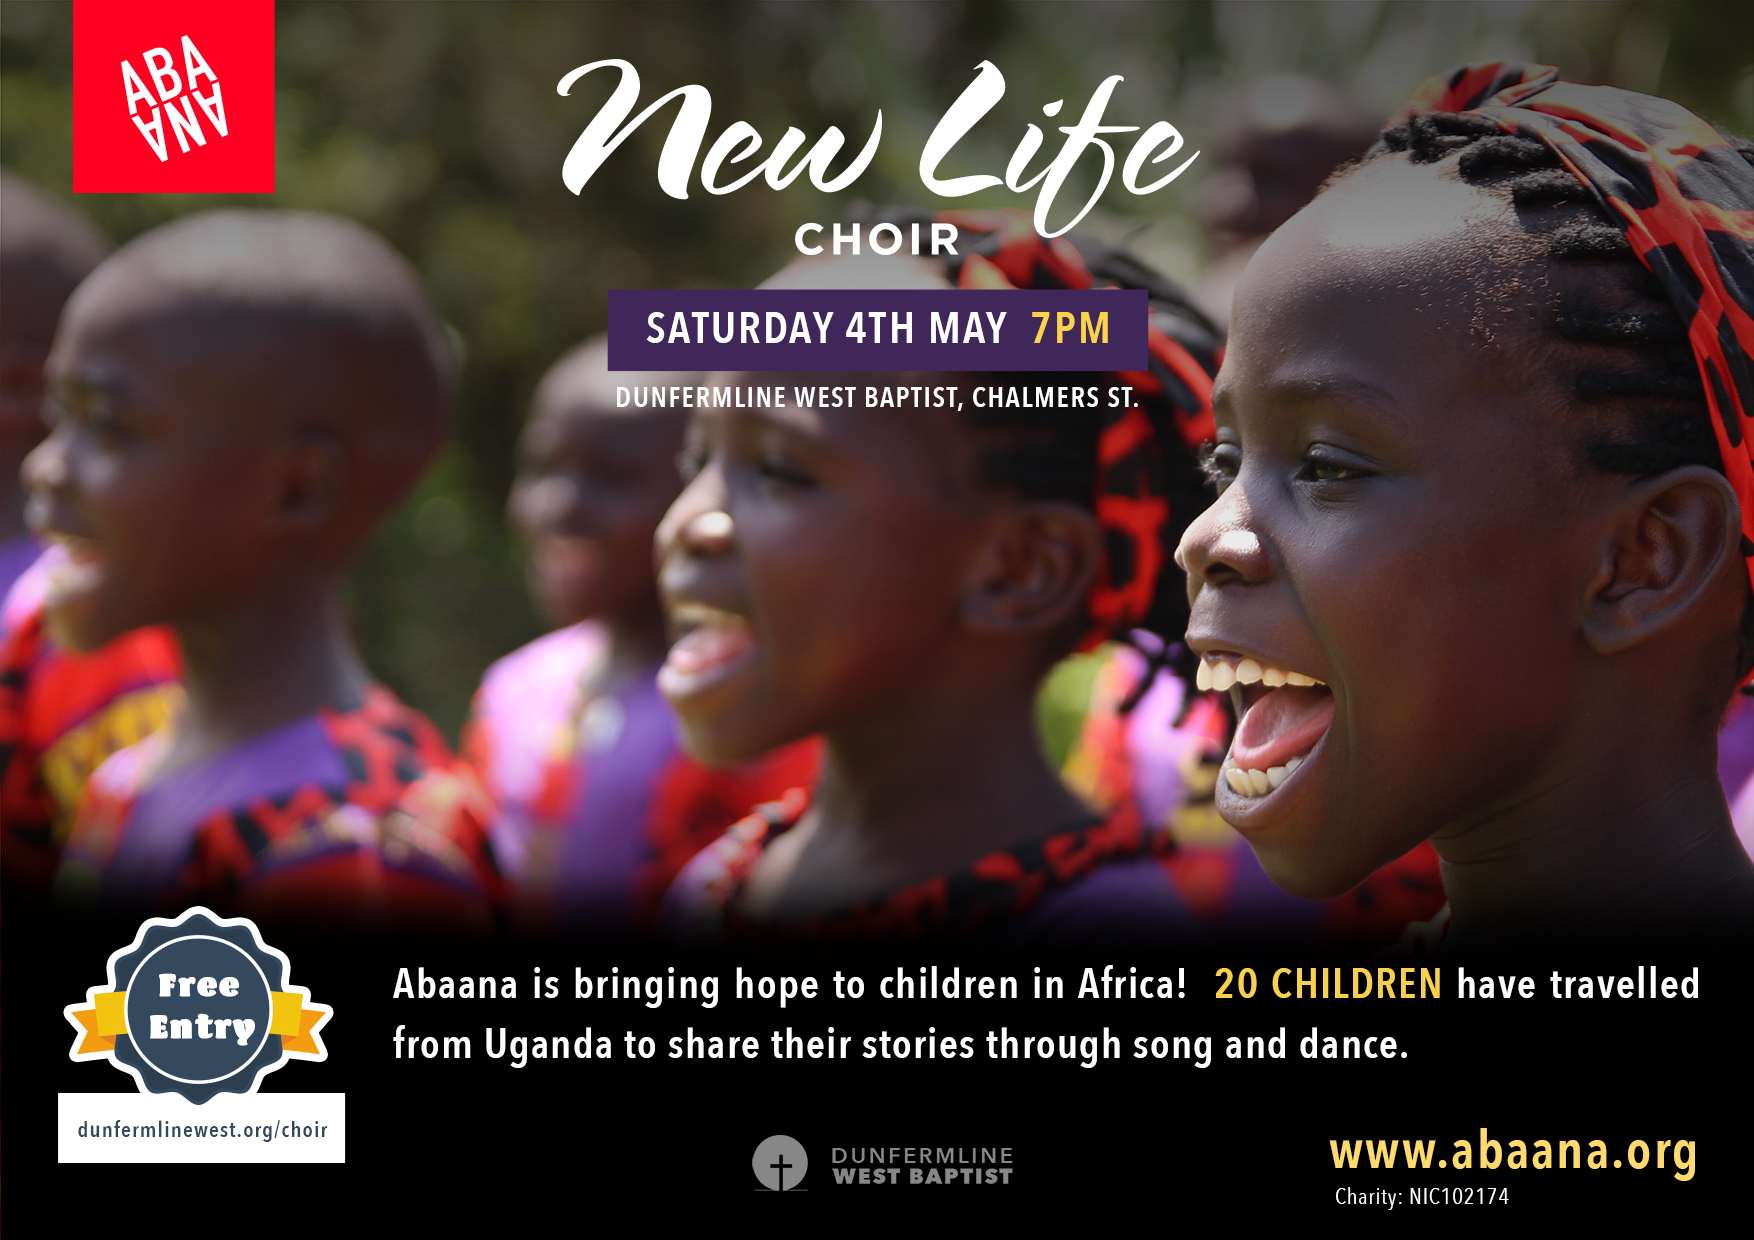 ABA
ANA
New Life
CHOIR
SATURDAY 4TH MAY 7PM
DUNFERMLINE WEST BAPTIST, CHALMERS ST.
Free
Entry
dunfermlinewest.org/choir
Abaana is bringing hope to children in Africa! 20 CHILDREN have travelled
from Uganda to share their stories through song and dance.
DUNFERMLINE
WEST BAPTIST
www.abaana.org
Charity: NIC102174